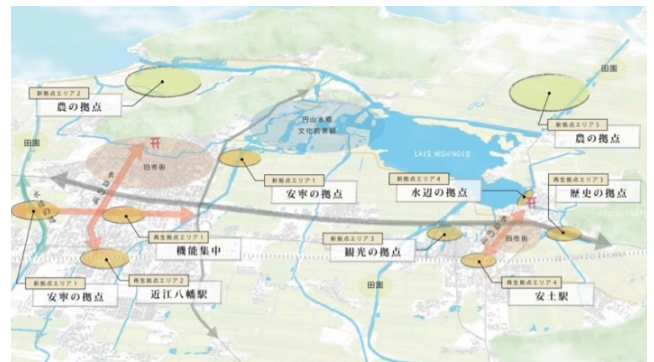 新拠点エリア2
農の拠点
田園
旧市街
円山水郷
文化的景観
LAKE NISHINOKO
田園
新拠点エリア5
農の拠点
新拠点エリア1
安寧の拠点
新拠点エリア4
水辺の拠点
再生拠点エリア3
歴史の拠点
再生拠点エリア1
機能集中
新拠点エリア3
観光の拠点
旧市街
新拠点エリア1
安寧の拠点
再生拠点エリア2
近江八幡駅
田園
再生拠点エリア4
安土駅